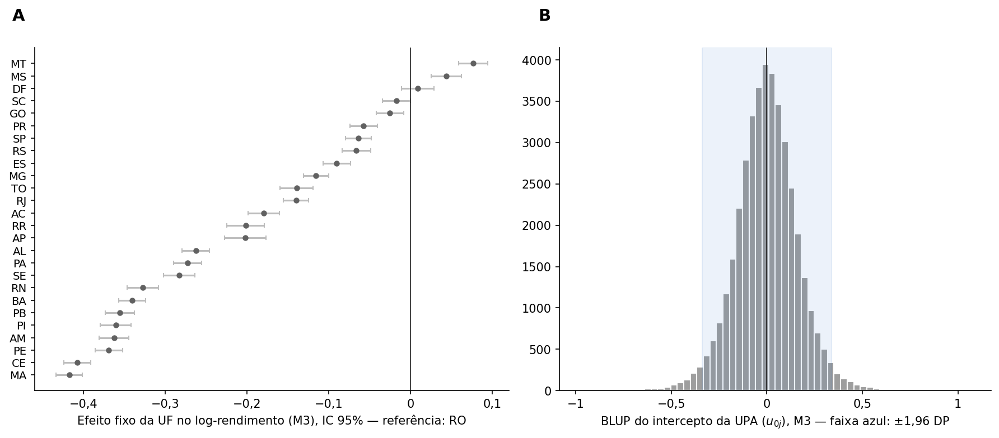 A
MT
MS
DF
SC
GO
PR
SP
RS
ES
MG
TO
RJ
AC
RR
AP
AL
PA
SE
RN
BA
PB
PI
AM
PE
CE
MA
−0,4 −0,3 −0,2 −0,1 0 0,1
Efeito fixo da UF no log-rendimento (M3), IC 95% — referência: RO
B
4000
3500
3000
2500
2000
1500
1000
500
0
−1 −0,5 0 0,5 1
BLUP do intercepto da UPA (u0j), M3 — faixa azul: ±1,96 DP